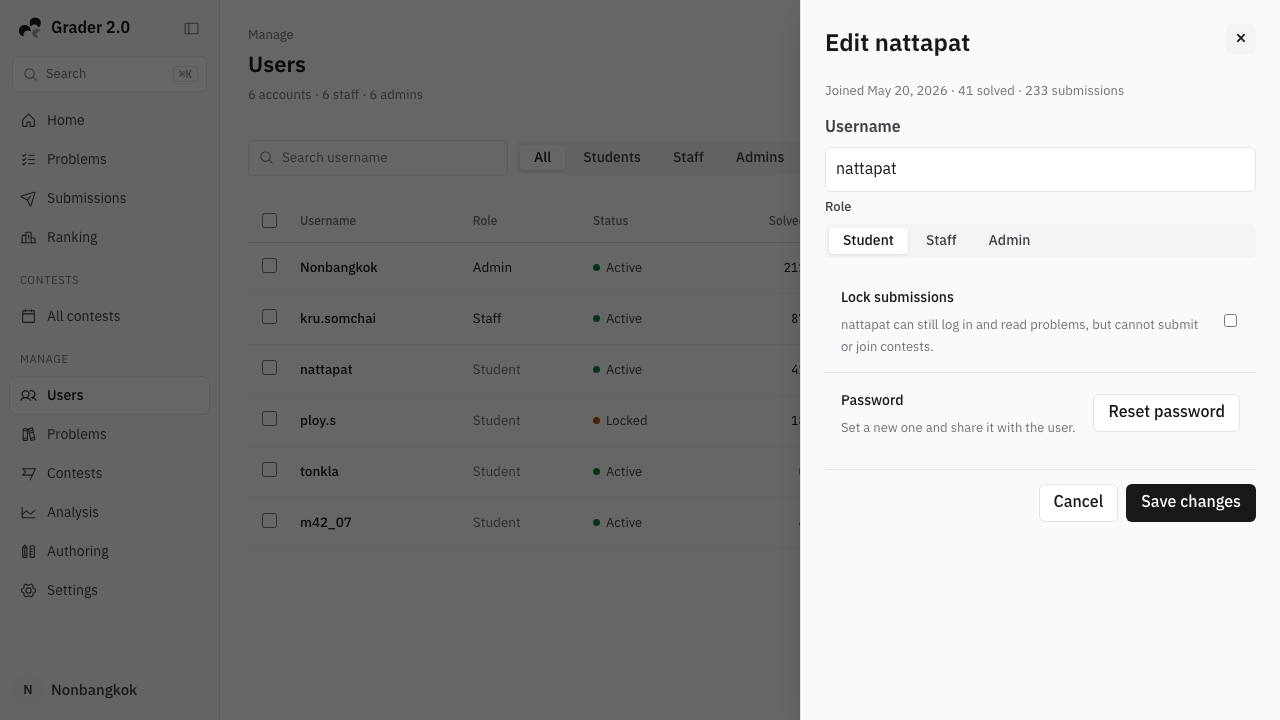 Grader 2.0
Search ⌘K
Home
Problems
Submissions
Ranking
CONTESTS
All contests
MANAGE
Users
Problems
Contests
Analysis
Authoring
Settings
N Nonbangkok
Manage
Users
6 accounts · 6 staff · 6 admins
Search username
All Students Staff Admins
Username Role Status
Nonbangkok Admin Active
kru.somchai Staff Active
nattapat Student Active
ploy.s Student Locked
tonkla Student Active
m42_07 Student Active
Edit nattapat
Joined May 20, 2026 · 41 solved · 233 submissions
Username
nattapat
Role
Student Staff Admin
Lock submissions
nattapat can still log in and read problems, but cannot submit
or join contests.
Password
Set a new one and share it with the user.
Reset password
Cancel Save changes